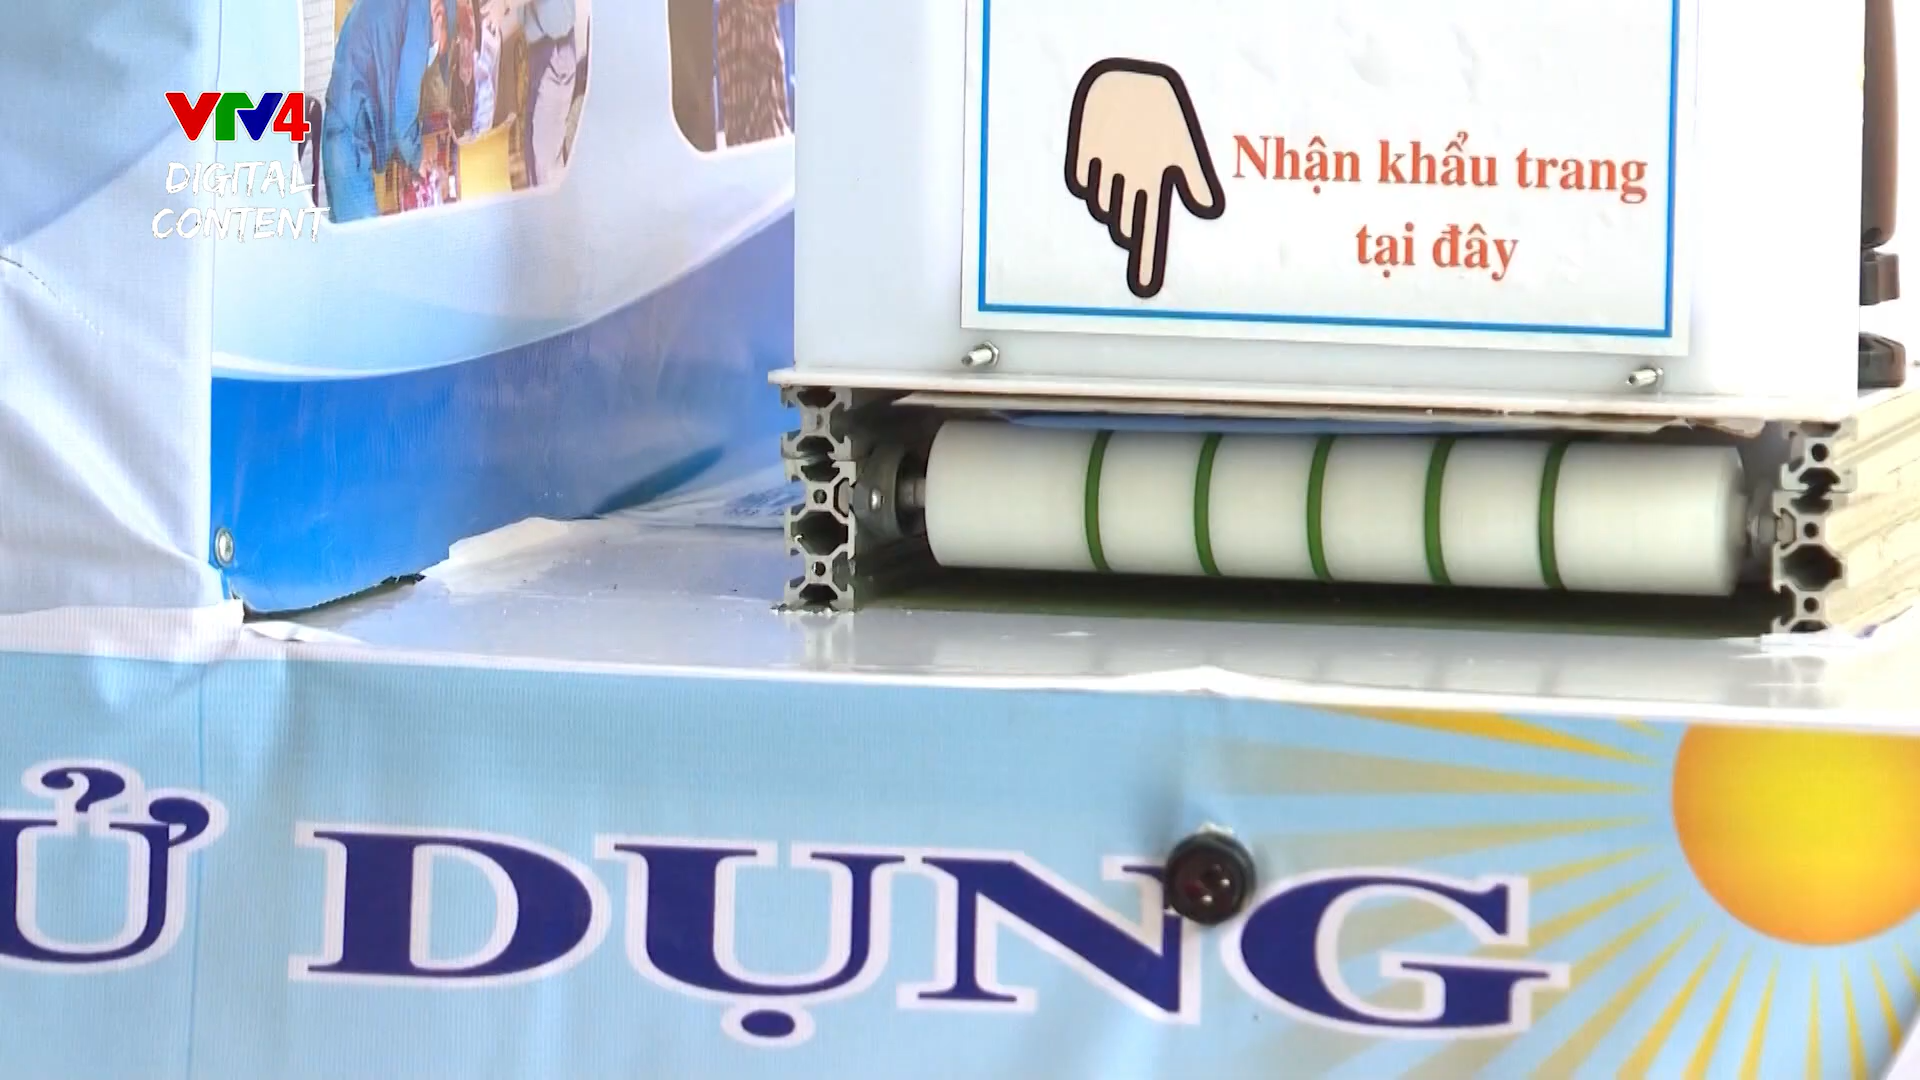 VTV4
DIGITAL
CONTENT
Nhận khẩu trang
tại đây
Ử DỤNG